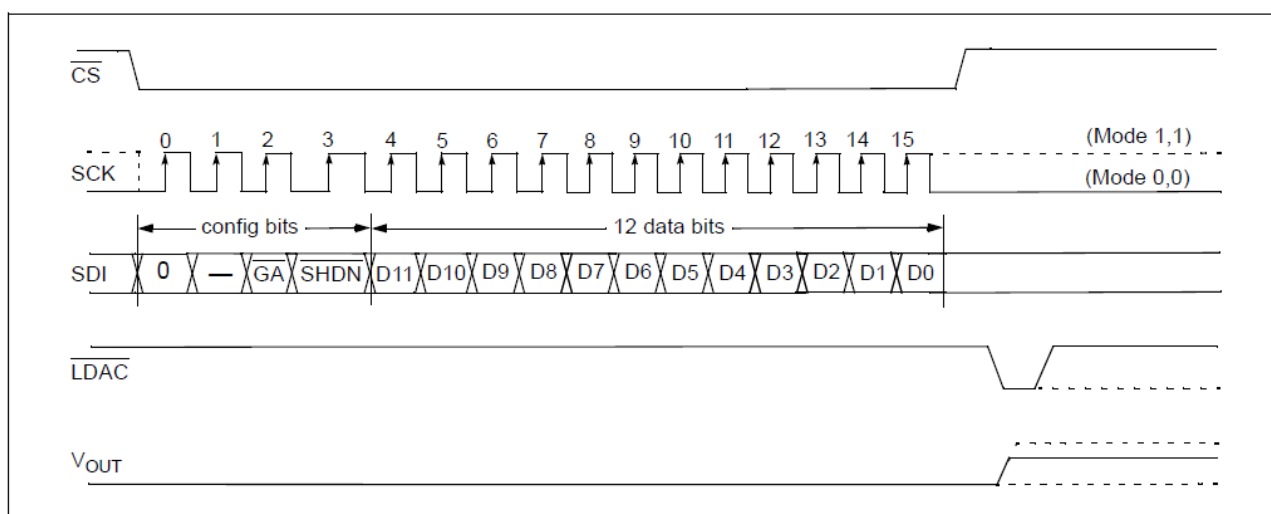 CS
0 1 2 3 4 5 6 7 8 9 10 11 12 13 14 15 (Mode 1,1)
SCK (Mode 0,0)
config bits 12 data bits
SDI 0 — GA SHDN D11 D10 D9 D8 D7 D6 D5 D4 D3 D2 D1 D0
LDAC
VOUT